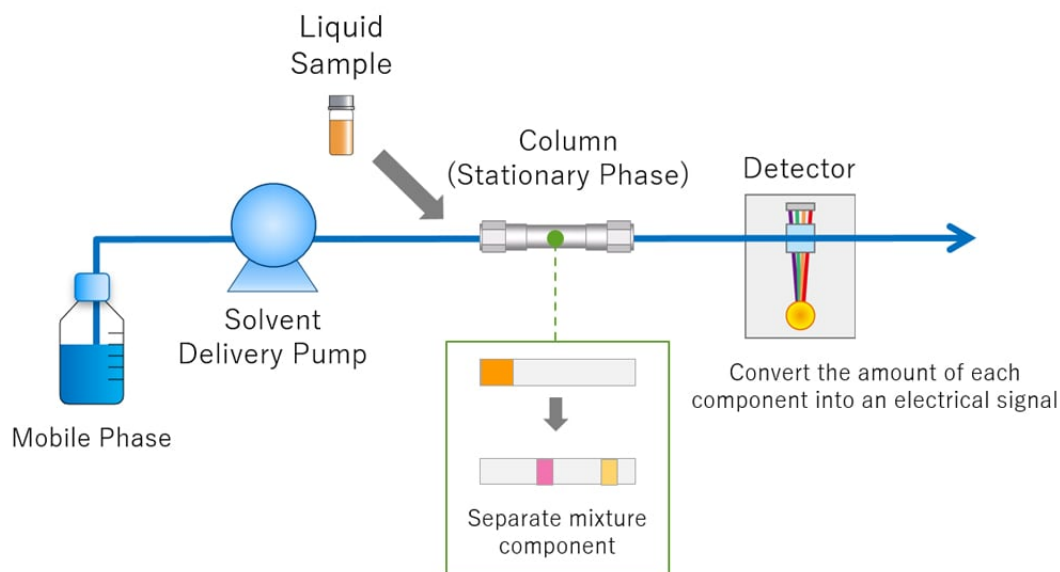 Liquid
Sample
Column
(Stationary Phase)
Detector
Solvent
Delivery Pump
Mobile Phase
Convert the amount of each
component into an electrical signal
Separate mixture
component